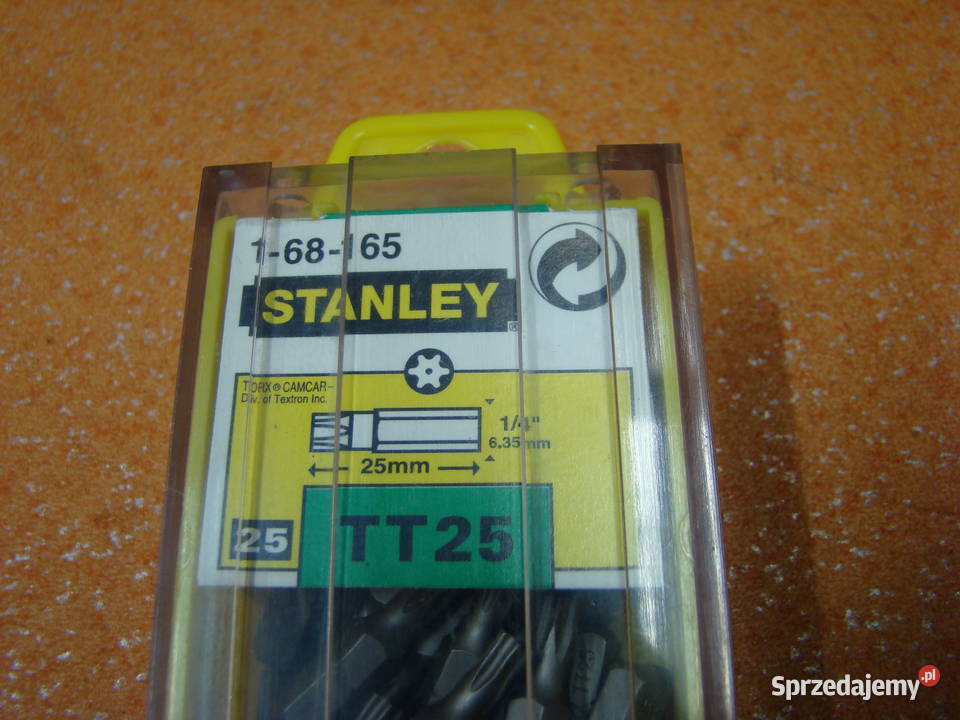 1-68-165
STANLEY®
TORX® CAMCAR-
Div. of Textron Inc.
1/4"
6.35mm
25mm
25
TT25
TT25
Sprzedajemy.pl